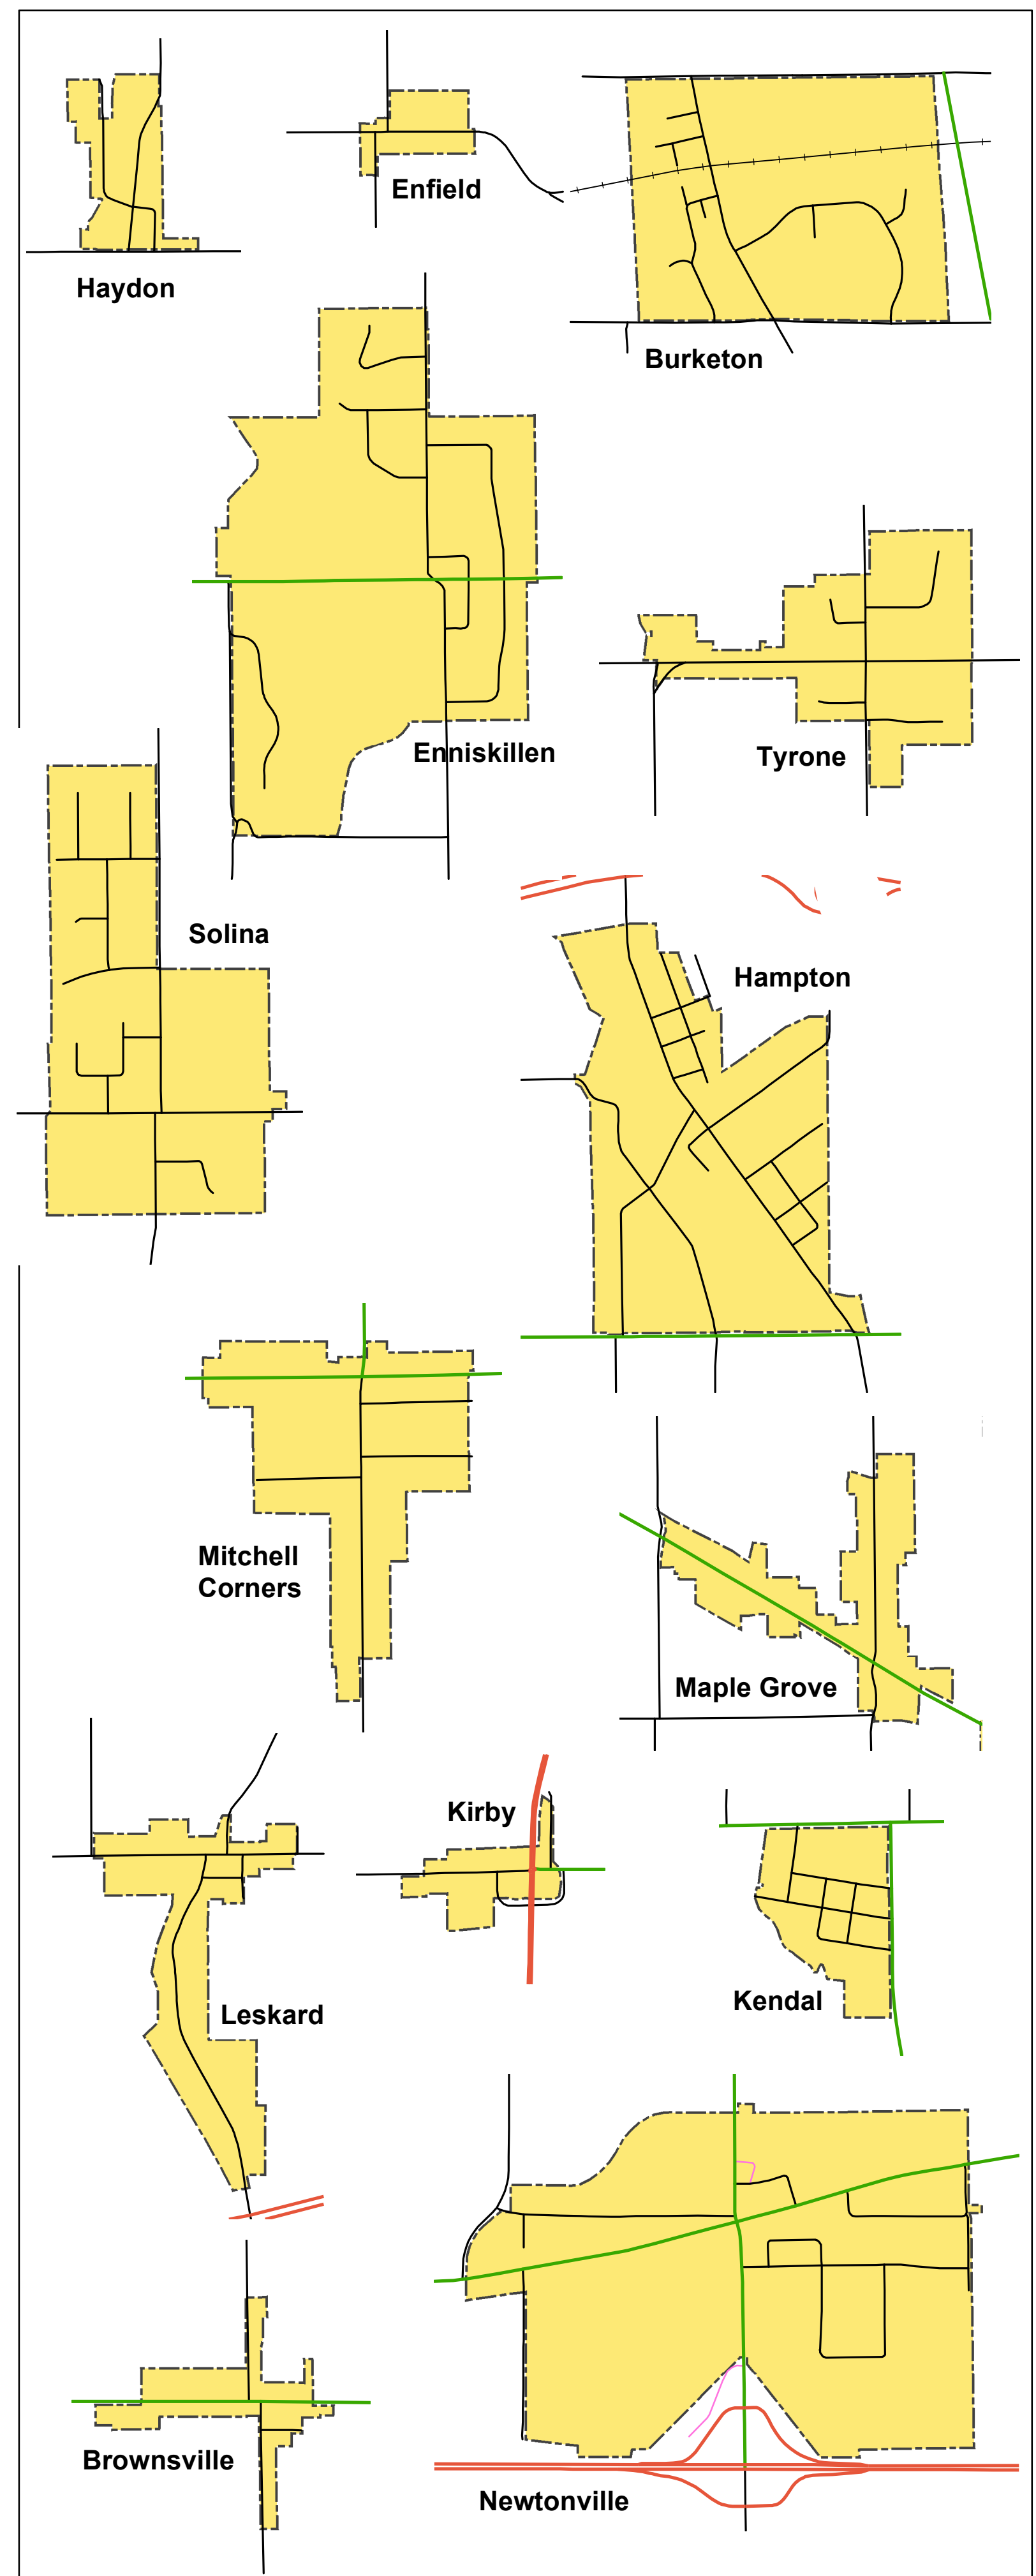 Enfield
Haydon
Burketon
Enniskillen
Tyrone
Solina
Hampton
Mitchell
Corners
Maple Grove
Kirby
Kendal
Leskard
Brownsville
Newtonville